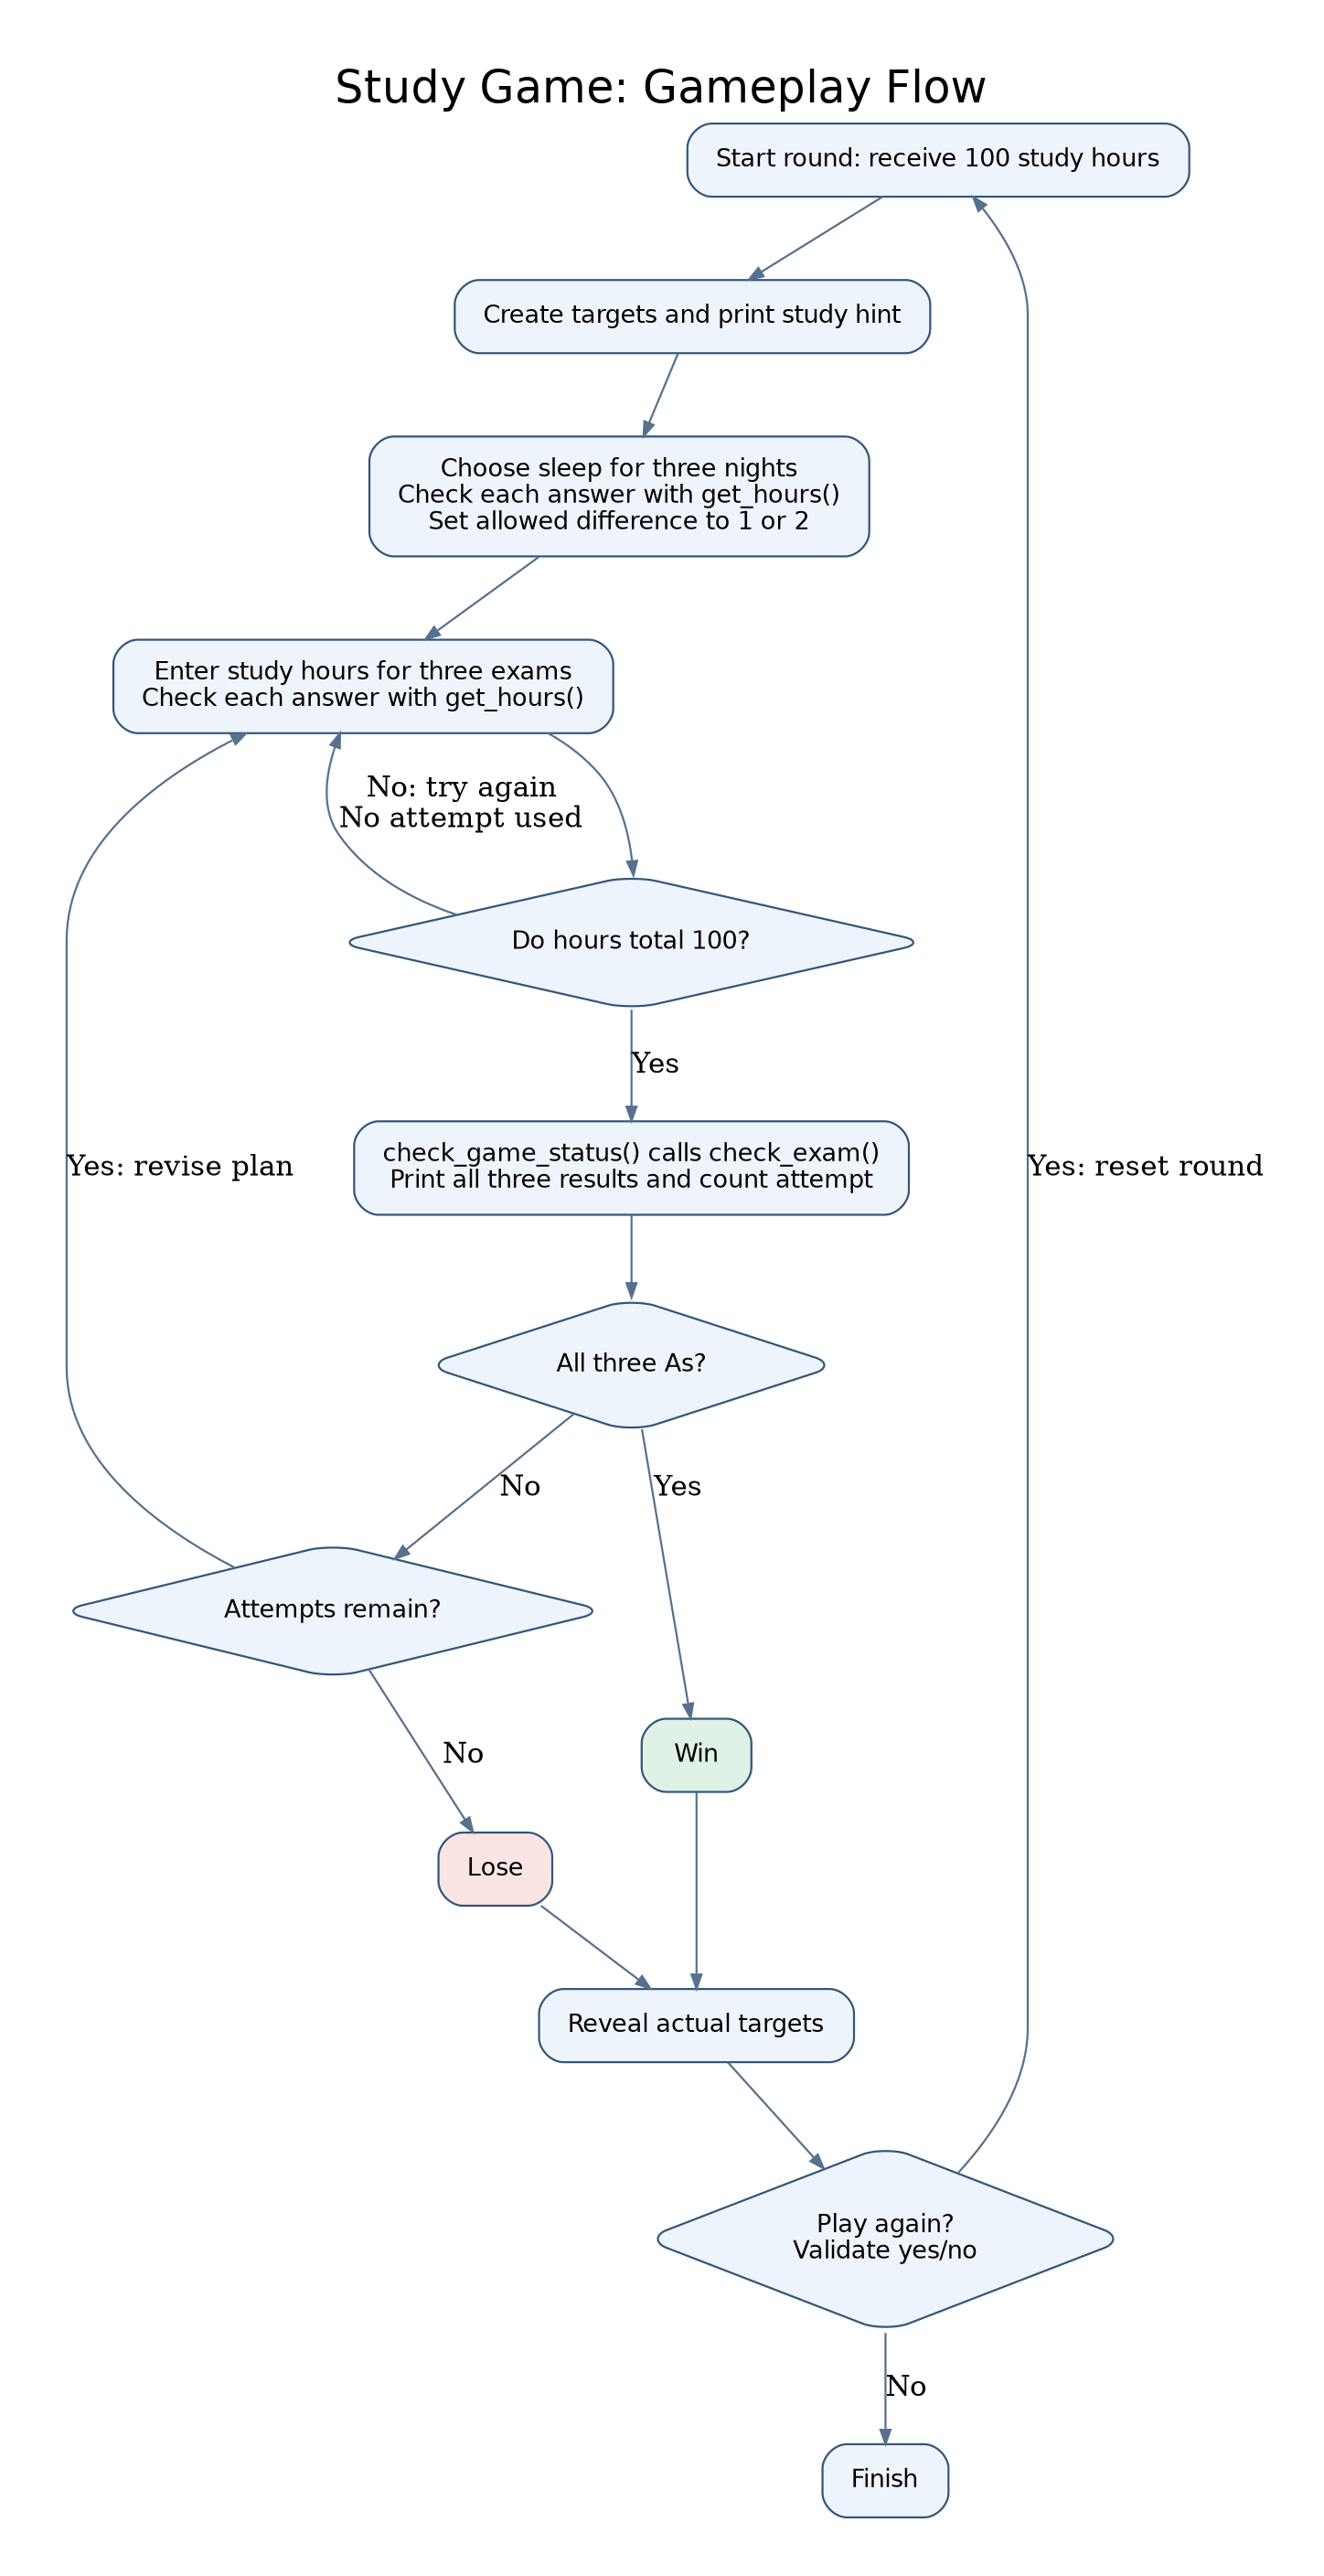 Study Game: Gameplay Flow
Start round: receive 100 study hours
Create targets and print study hint
Choose sleep for three nights
Check each answer with get_hours()
Set allowed difference to 1 or 2
Enter study hours for three exams
Check each answer with get_hours()
No: try again
No attempt used
Do hours total 100?
Yes
check_game_status() calls check_exam()
Print all three results and count attempt
Yes: revise plan
Yes: reset round
All three As?
No
Yes
Attempts remain?
No
Win
Lose
Reveal actual targets
Play again?
Validate yes/no
No
Finish